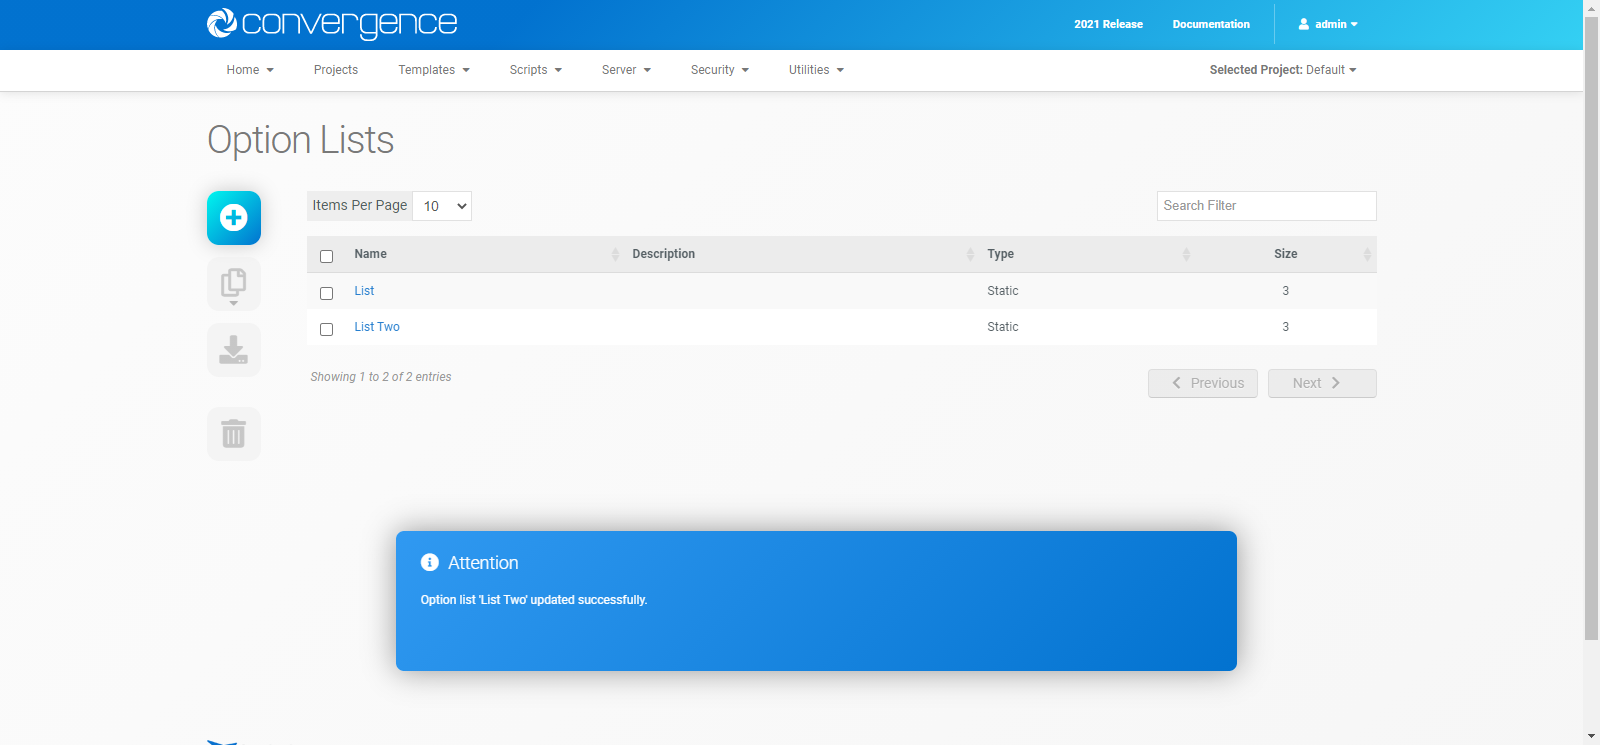 convergence
2021 Release
Documentation
admin
Home
Projects
Templates
Scripts
Server
Security
Utilities
Selected Project: Default
Option Lists
Items Per Page
10
Search Filter
Name
Description
Type
Size
List
Static
3
List Two
Static
3
Showing 1 to 2 of 2 entries
Previous
Next
Attention
Option list 'List Two' updated successfully.